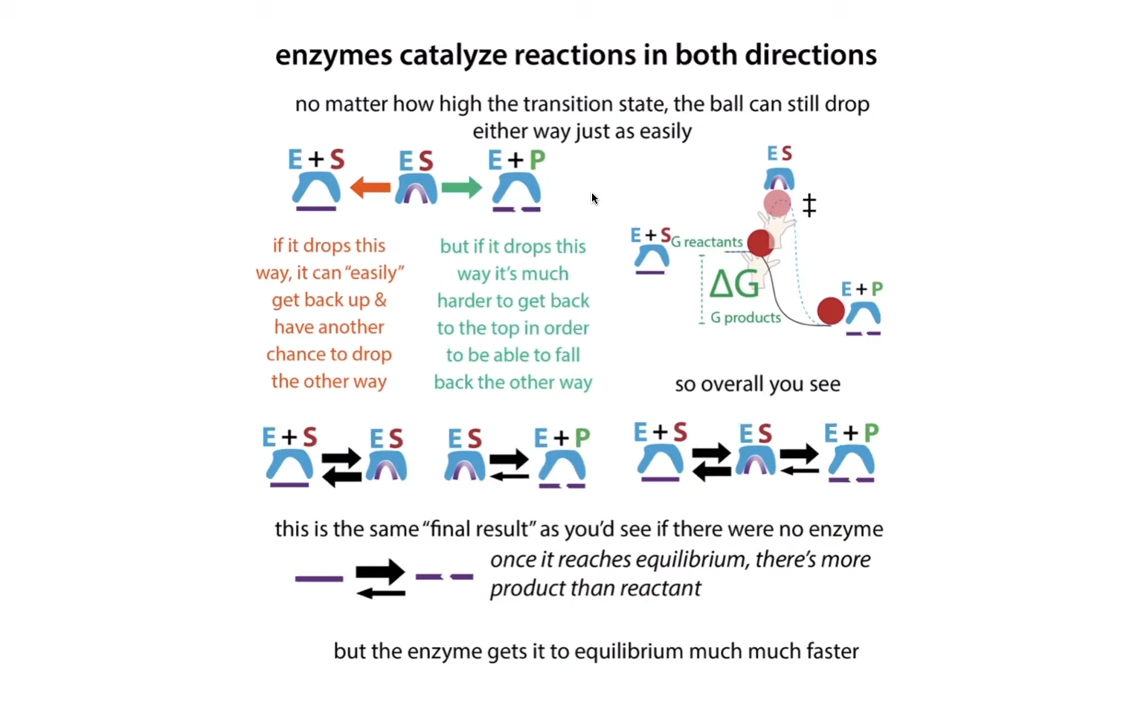 enzymes catalyze reactions in both directions
no matter how high the transition state, the ball can still drop
either way just as easily
E + S
E S
E + P
if it drops this
way, it can “easily”
get back up &
have another
chance to drop
the other way
but if it drops this
way it’s much
harder to get back
to the top in order
to be able to fall
back the other way
E S
‡
E + S
G reactants
ΔG
G products
E + P
so overall you see
E + S
E S
E S
E + P
E + S
E S
E + P
this is the same “final result” as you’d see if there were no enzyme
once it reaches equilibrium, there’s more
product than reactant
but the enzyme gets it to equilibrium much much faster